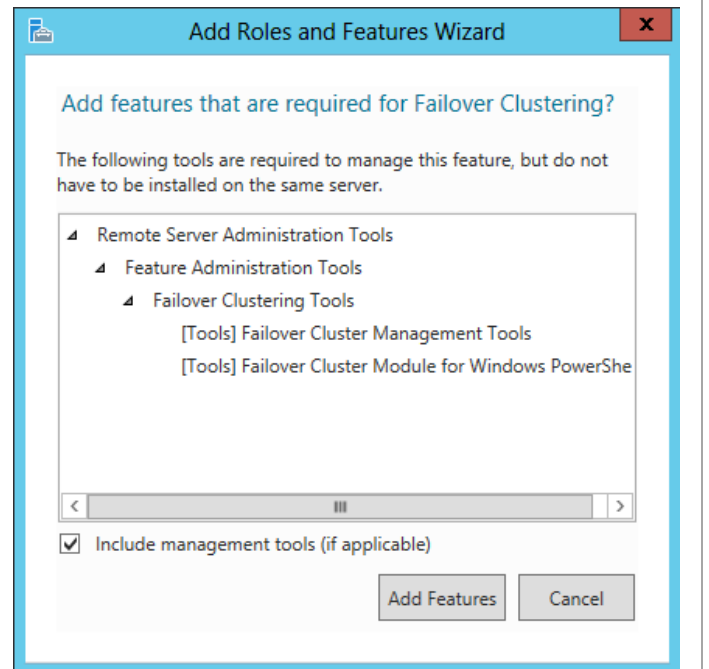 Add Roles and Features Wizard
x
Add features that are required for Failover Clustering?
The following tools are required to manage this feature, but do not
have to be installed on the same server.
Remote Server Administration Tools
Feature Administration Tools
Failover Clustering Tools
[Tools] Failover Cluster Management Tools
[Tools] Failover Cluster Module for Windows PowerShe
Include management tools (if applicable)
Add Features
Cancel